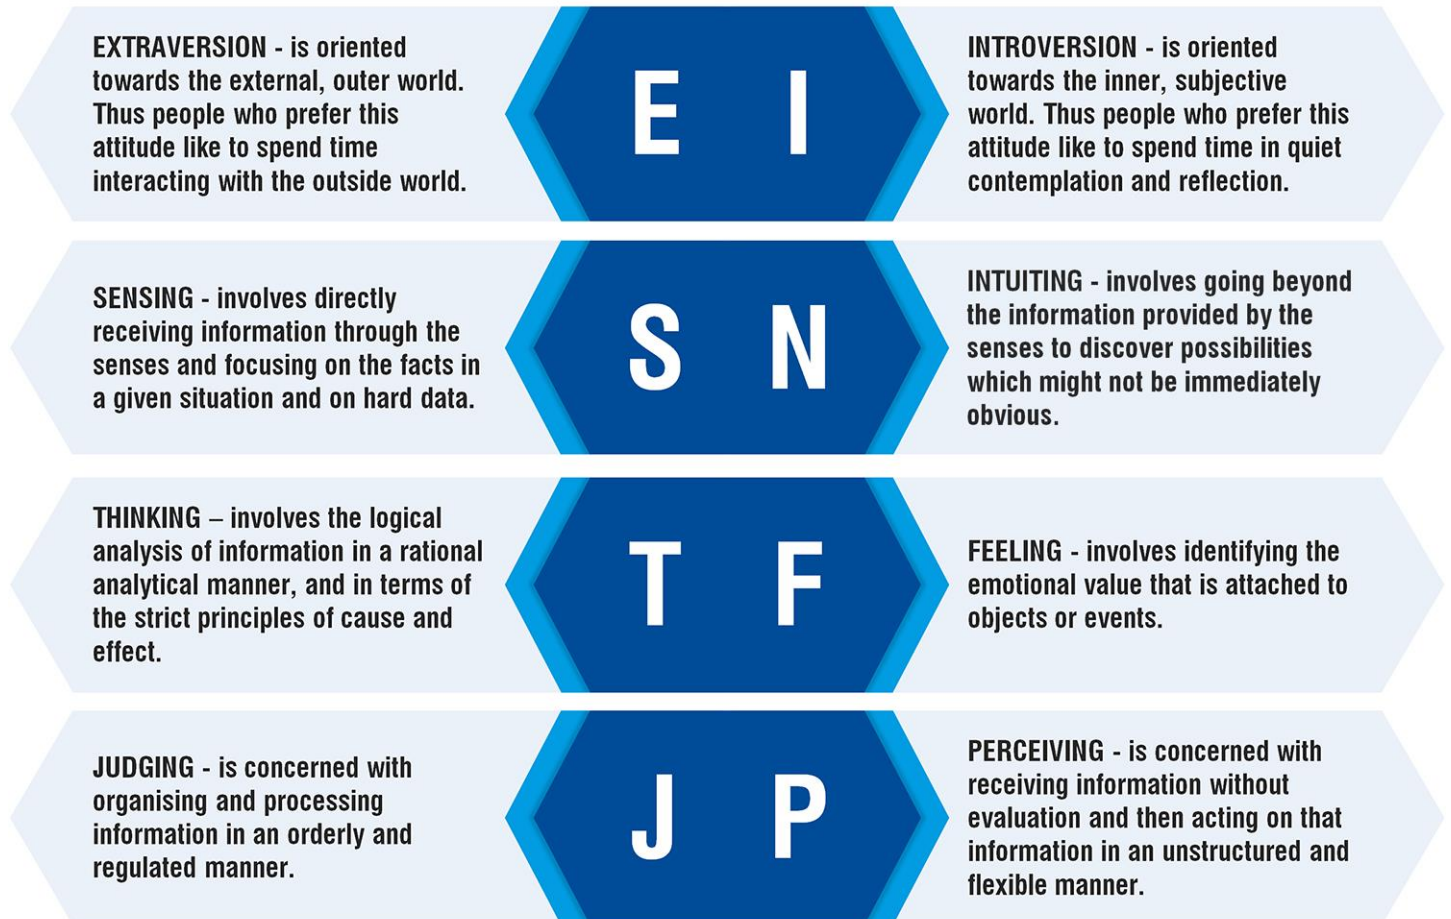 EXTRAVERSION - is oriented
towards the external, outer world.
Thus people who prefer this
attitude like to spend time
interacting with the outside world.
E I
INTROVERSION - is oriented
towards the inner, subjective
world. Thus people who prefer this
attitude like to spend time in quiet
contemplation and reflection.
SENSING - involves directly
receiving information through the
senses and focusing on the facts in
a given situation and on hard data.
S N
INTUITING - involves going beyond
the information provided by the
senses to discover possibilities
which might not be immediately
obvious.
THINKING – involves the logical
analysis of information in a rational
analytical manner, and in terms of
the strict principles of cause and
effect.
T F
FEELING - involves identifying the
emotional value that is attached to
objects or events.
JUDGING - is concerned with
organising and processing
information in an orderly and
regulated manner.
J P
PERCEIVING - is concerned with
receiving information without
evaluation and then acting on that
information in an unstructured and
flexible manner.